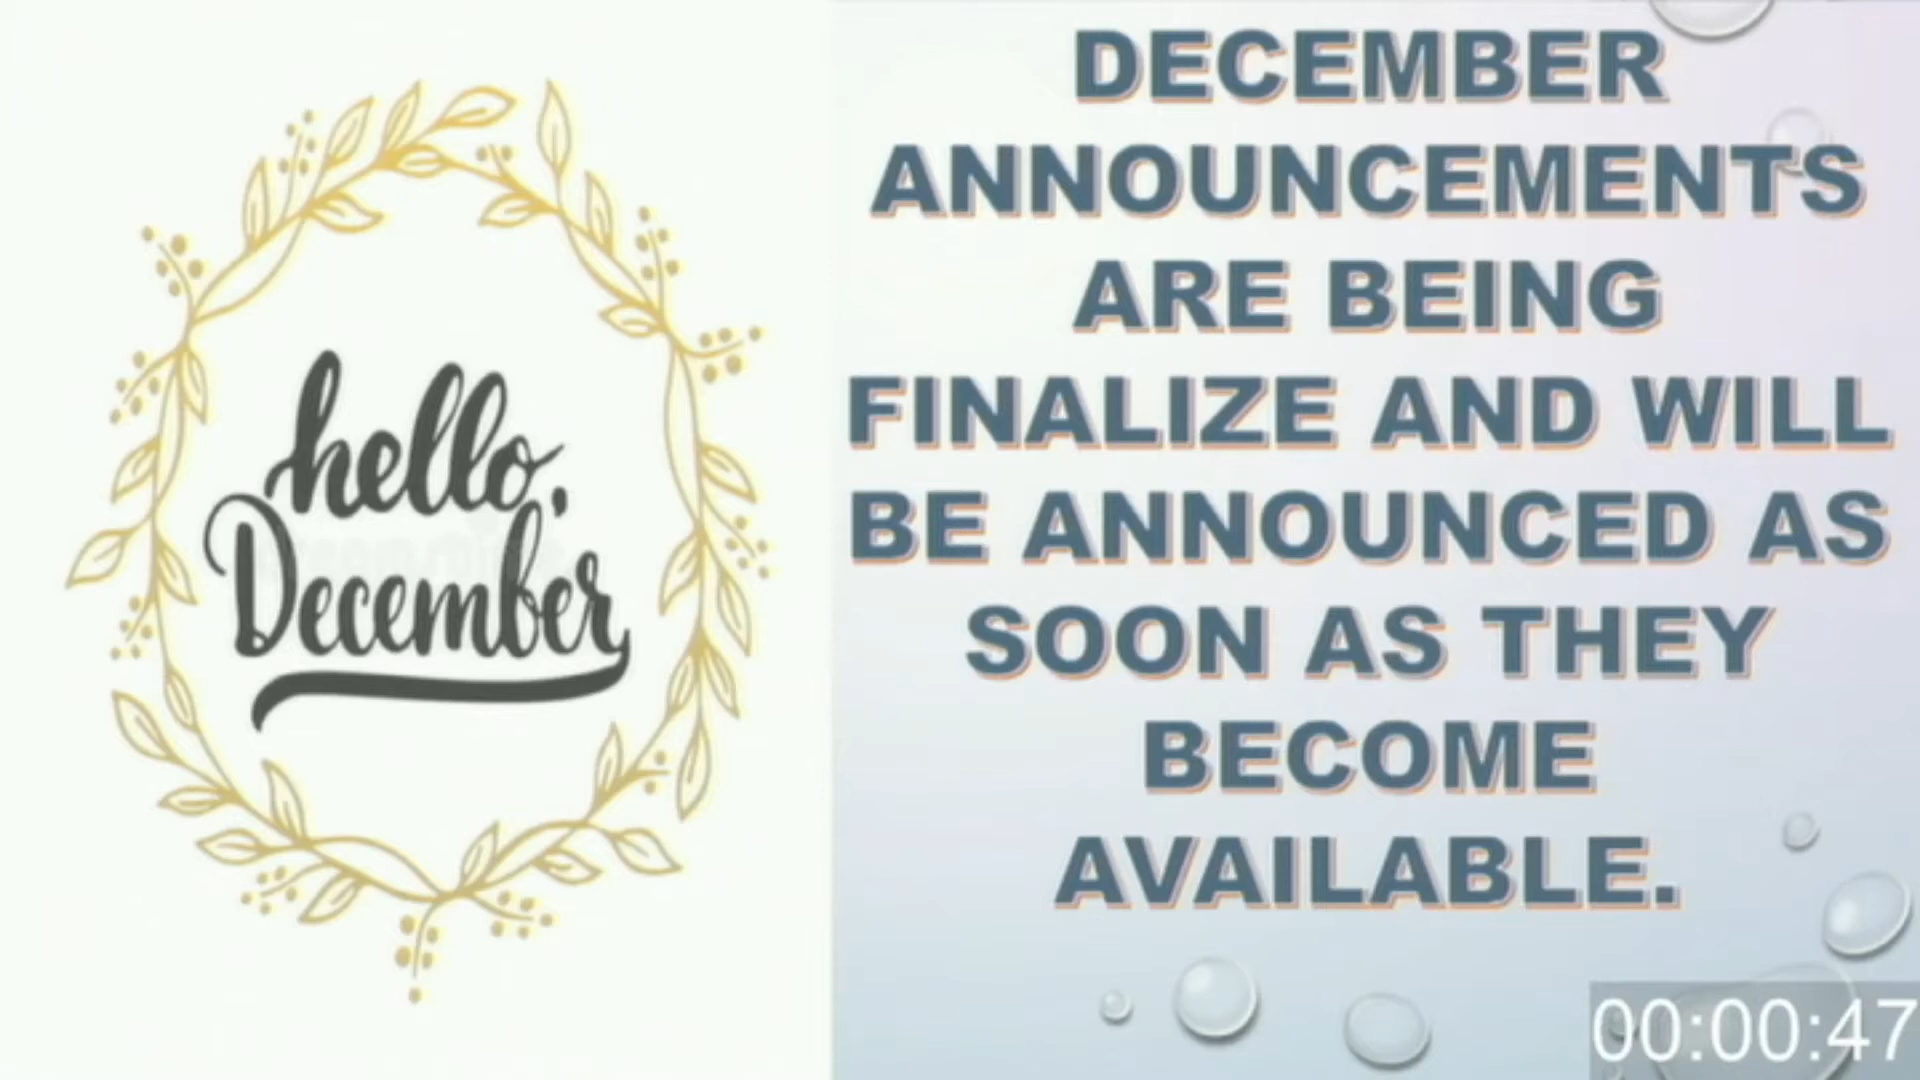 hello,
December
DECEMBER
ANNOUNCEMENTS
ARE BEING
FINALIZE AND WILL
BE ANNOUNCED AS
SOON AS THEY
BECOME
AVAILABLE.
00:00:47